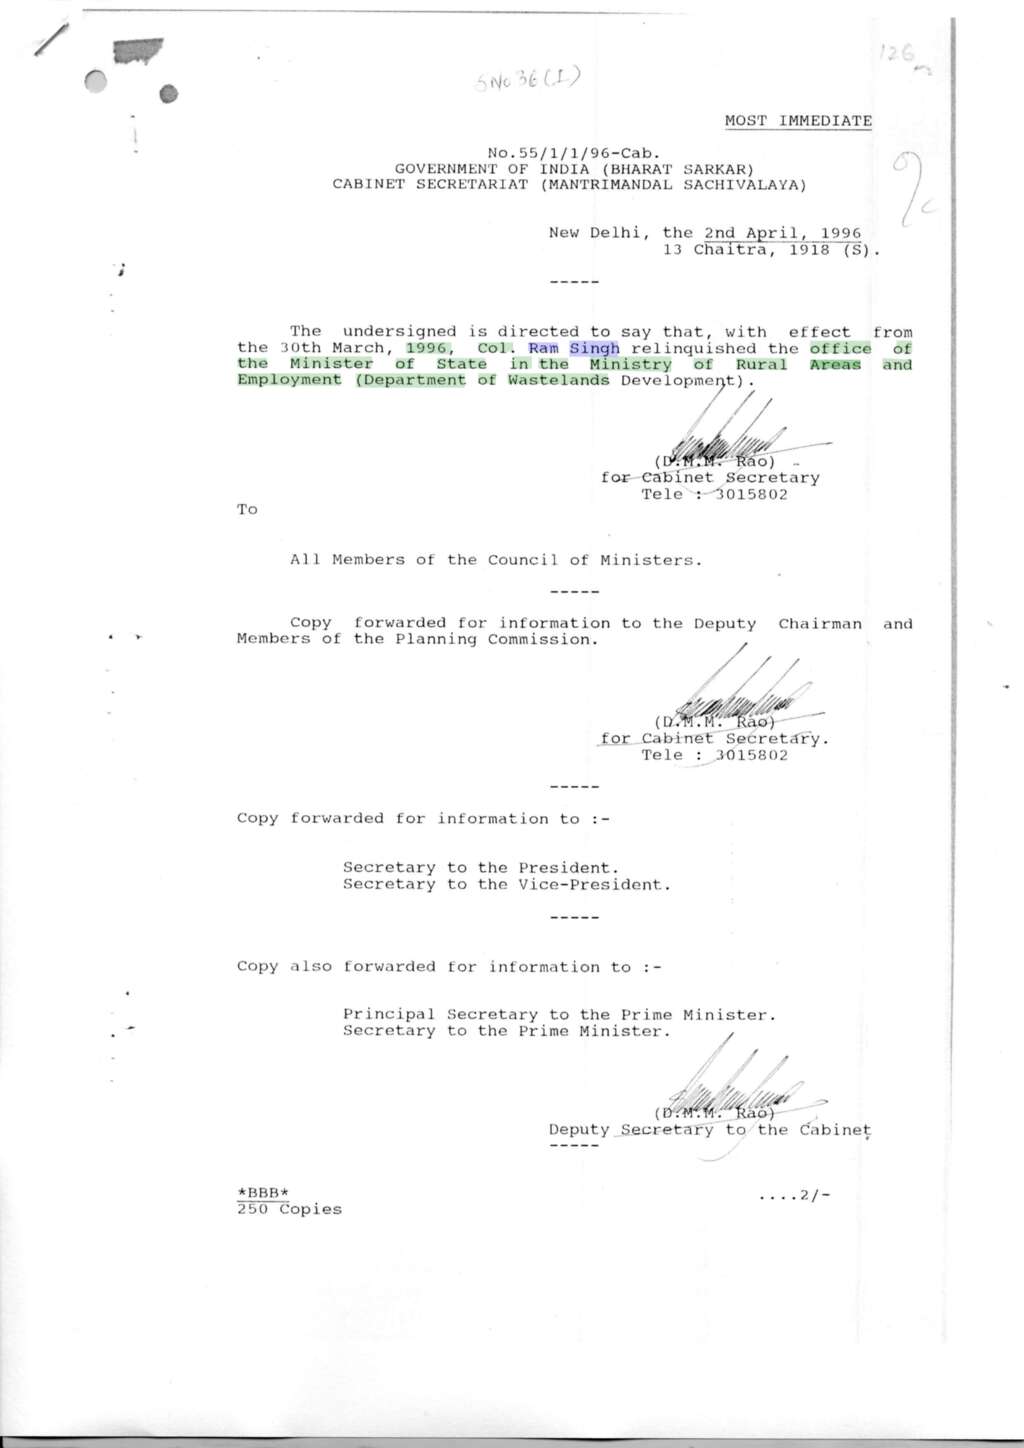 126
SNo 36 (I)
MOST IMMEDIATE
No.55/1/1/96-Cab.
GOVERNMENT OF INDIA (BHARAT SARKAR)
CABINET SECRETARIAT (MANTRIMANDAL SACHIVALAYA)
New Delhi, the 2nd April, 1996
13 Chaitra, 1918 (S).
-----
The undersigned is directed to say that, with effect from
the 30th March, 1996, Col. Ram Singh relinquished the office of
the Minister of State in the Ministry of Rural Areas and
Employment (Department of Wastelands Development).
(D.M.M. Rao)
for Cabinet Secretary
Tele : 3015802
To
All Members of the Council of Ministers.
-----
Copy forwarded for information to the Deputy Chairman and
Members of the Planning Commission.
(D.M.M. Rao)
for Cabinet Secretary.
Tele : 3015802
-----
Copy forwarded for information to :-
Secretary to the President.
Secretary to the Vice-President.
-----
Copy also forwarded for information to :-
Principal Secretary to the Prime Minister.
Secretary to the Prime Minister.
(D.M.M. Rao)
Deputy Secretary to the Cabinet
-----
*BBB*
250 Copies
....2/-